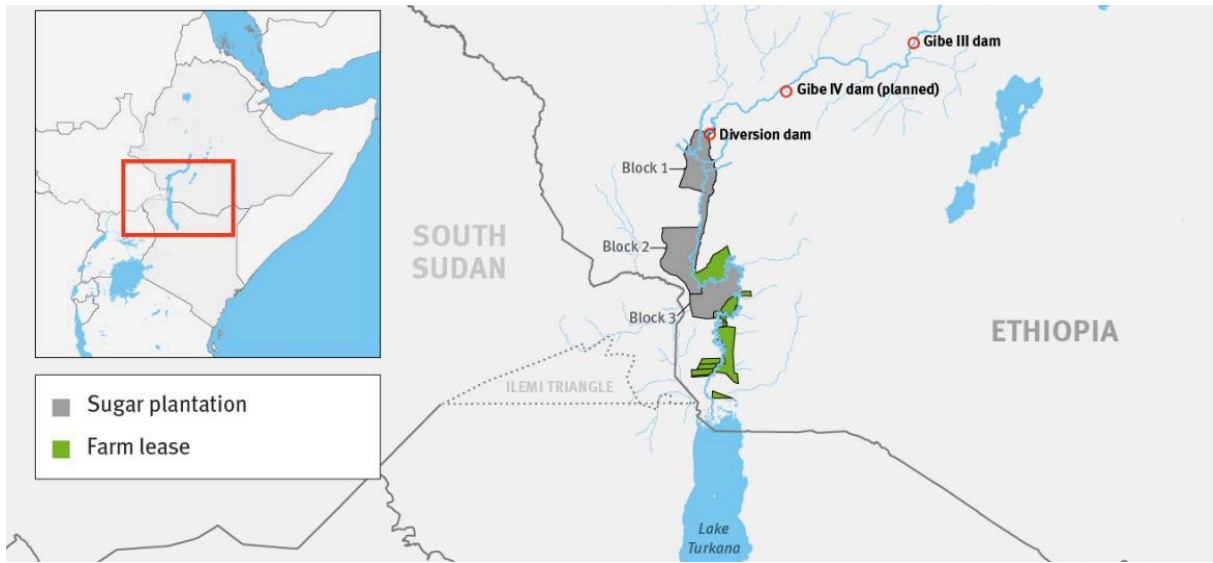 Gibe III dam
Gibe IV dam (planned)
Diversion dam
Block 1
SOUTH
SUDAN
Block 2
Block 3
ETHIOPIA
ILEMI TRIANGLE
Sugar plantation
Farm lease
Lake
Turkana